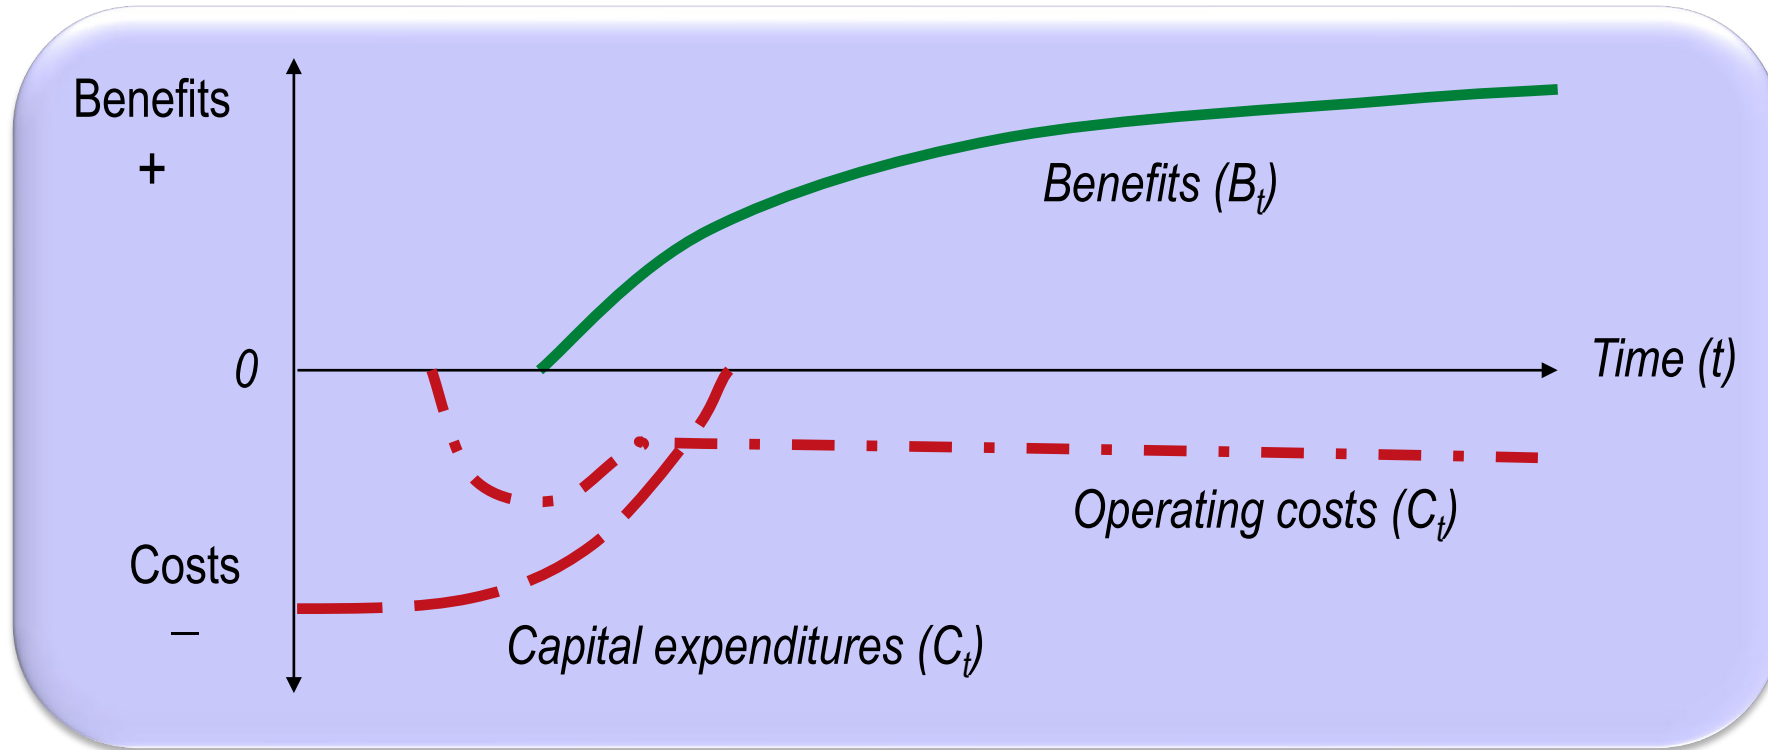 Benefits
+
Benefits (Bt)
0
Time (t)
Operating costs (Ct)
Costs
–
Capital expenditures (Ct)